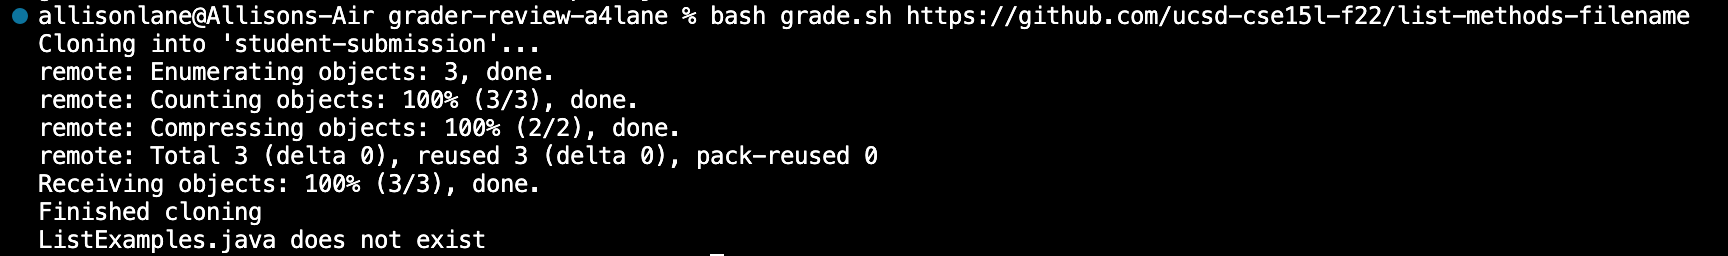 allisonlane@Allisons-Air grader-review-a4lane % bash grade.sh https://github.com/ucsd-cse15l-f22/list-methods-filename
Cloning into 'student-submission'...
remote: Enumerating objects: 3, done.
remote: Counting objects: 100% (3/3), done.
remote: Compressing objects: 100% (2/2), done.
remote: Total 3 (delta 0), reused 3 (delta 0), pack-reused 0
Receiving objects: 100% (3/3), done.
Finished cloning
ListExamples.java does not exist